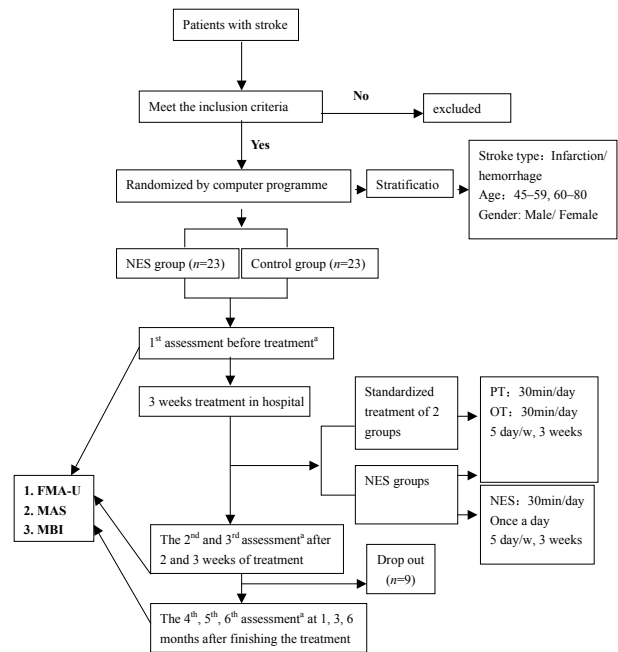 Patients with stroke
Meet the inclusion criteria
No
excluded
Yes
Randomized by computer programme
Stratificatio
Stroke type：Infarction/
hemorrhage
Age：45–59, 60–80
Gender: Male/ Female
NES group (n=23)
Control group (n=23)
1st assessment before treatmentᵃ
3 weeks treatment in hospital
Standardized
treatment of 2
groups
PT：30min/day
OT：30min/day
5 day/w, 3 weeks
NES groups
NES：30min/day
Once a day
5 day/w, 3 weeks
1. FMA-U
2. MAS
3. MBI
The 2nd and 3rd assessmentᵃ after
2 and 3 weeks of treatment
Drop out
(n=9)
The 4th, 5th, 6th assessmentᵃ at 1, 3, 6
months after finishing the treatment